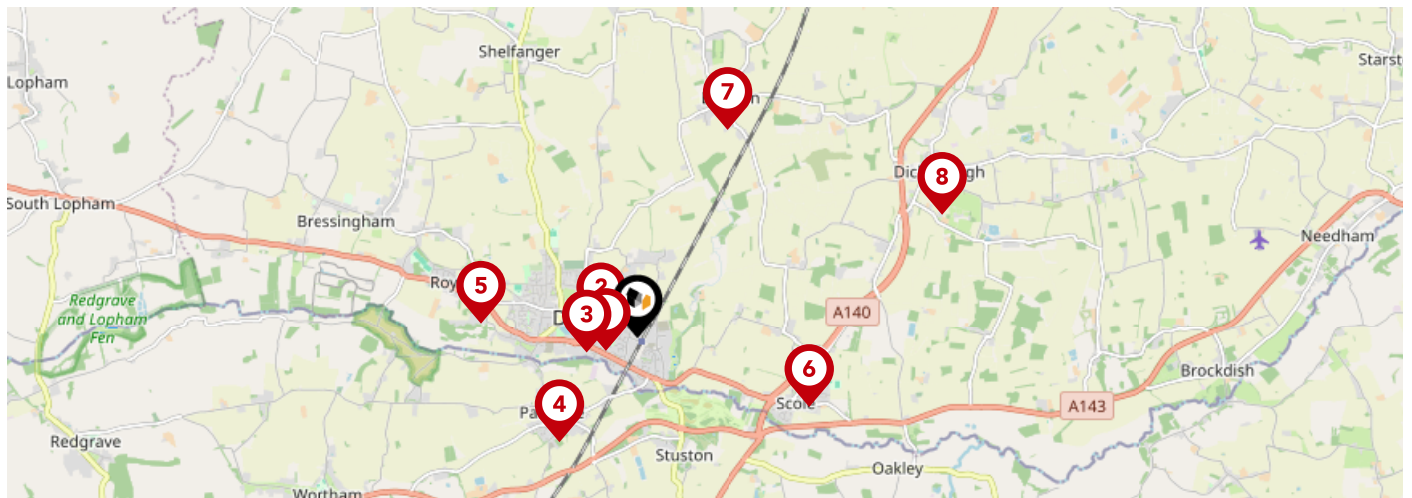 Shelfanger
Starst
Lopham
7
8
South Lopham
Bressingham
Needham
Redgrave
and Lopham
Fen
5
2
3
A140
6
Brockdish
4
Scole
A143
Redgrave
Stuston
Oakley
Wortham